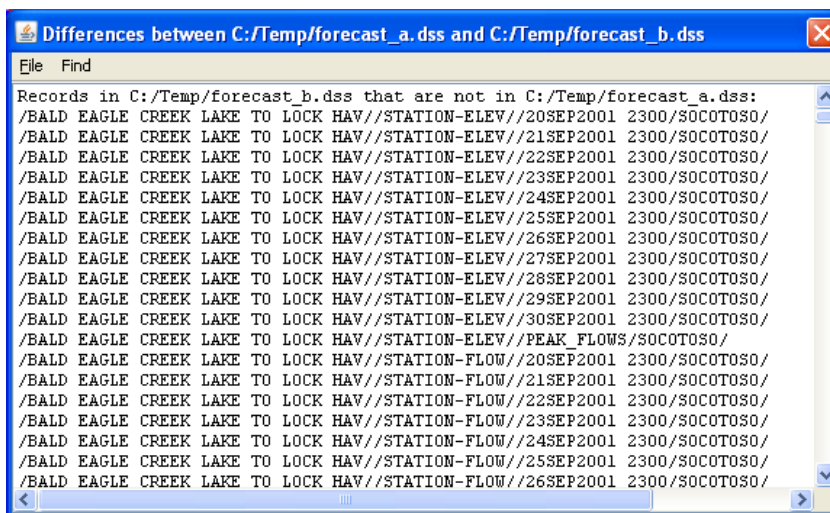 Differences between C:/Temp/forecast_a.dss and C:/Temp/forecast_b.dss
File Find
Records in C:/Temp/forecast_b.dss that are not in C:/Temp/forecast_a.dss:
/BALD EAGLE CREEK LAKE TO LOCK HAV//STATION-ELEV//20SEP2001 2300/SOCOTOSO/
/BALD EAGLE CREEK LAKE TO LOCK HAV//STATION-ELEV//21SEP2001 2300/SOCOTOSO/
/BALD EAGLE CREEK LAKE TO LOCK HAV//STATION-ELEV//22SEP2001 2300/SOCOTOSO/
/BALD EAGLE CREEK LAKE TO LOCK HAV//STATION-ELEV//23SEP2001 2300/SOCOTOSO/
/BALD EAGLE CREEK LAKE TO LOCK HAV//STATION-ELEV//24SEP2001 2300/SOCOTOSO/
/BALD EAGLE CREEK LAKE TO LOCK HAV//STATION-ELEV//25SEP2001 2300/SOCOTOSO/
/BALD EAGLE CREEK LAKE TO LOCK HAV//STATION-ELEV//26SEP2001 2300/SOCOTOSO/
/BALD EAGLE CREEK LAKE TO LOCK HAV//STATION-ELEV//27SEP2001 2300/SOCOTOSO/
/BALD EAGLE CREEK LAKE TO LOCK HAV//STATION-ELEV//28SEP2001 2300/SOCOTOSO/
/BALD EAGLE CREEK LAKE TO LOCK HAV//STATION-ELEV//29SEP2001 2300/SOCOTOSO/
/BALD EAGLE CREEK LAKE TO LOCK HAV//STATION-ELEV//30SEP2001 2300/SOCOTOSO/
/BALD EAGLE CREEK LAKE TO LOCK HAV//STATION-ELEV//PEAK_FLOWS/SOCOTOSO/
/BALD EAGLE CREEK LAKE TO LOCK HAV//STATION-FLOW//20SEP2001 2300/SOCOTOSO/
/BALD EAGLE CREEK LAKE TO LOCK HAV//STATION-FLOW//21SEP2001 2300/SOCOTOSO/
/BALD EAGLE CREEK LAKE TO LOCK HAV//STATION-FLOW//22SEP2001 2300/SOCOTOSO/
/BALD EAGLE CREEK LAKE TO LOCK HAV//STATION-FLOW//23SEP2001 2300/SOCOTOSO/
/BALD EAGLE CREEK LAKE TO LOCK HAV//STATION-FLOW//24SEP2001 2300/SOCOTOSO/
/BALD EAGLE CREEK LAKE TO LOCK HAV//STATION-FLOW//25SEP2001 2300/SOCOTOSO/
/BALD EAGLE CREEK LAKE TO LOCK HAV//STATION-FLOW//26SEP2001 2300/SOCOTOSO/